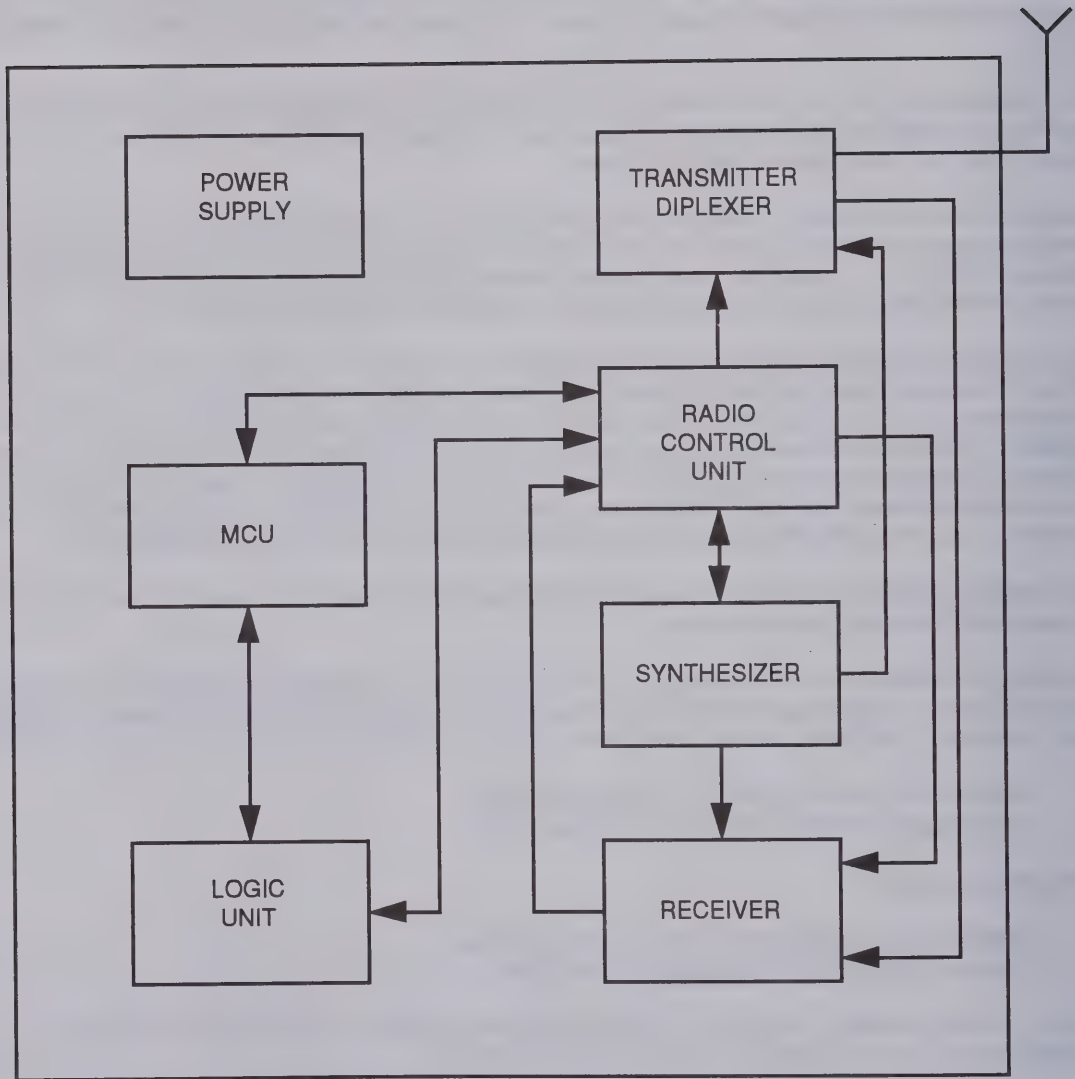 POWER
SUPPLY
TRANSMITTER
DIPLEXER
RADIO
CONTROL
UNIT
MCU
SYNTHESIZER
LOGIC
UNIT
RECEIVER